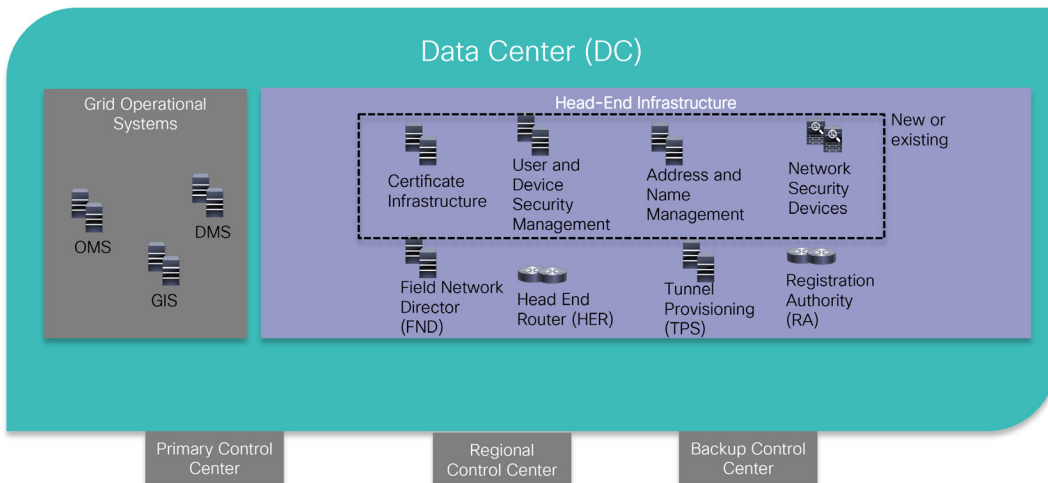 Data Center (DC)
Grid Operational
Systems
OMS
DMS
GIS
Head-End Infrastructure
New or
existing
Certificate
Infrastructure
User and
Device
Security
Management
Address and
Name
Management
Network
Security
Devices
Field Network
Director
(FND)
Head End
Router (HER)
Tunnel
Provisioning
(TPS)
Registration
Authority
(RA)
Primary Control
Center
Regional
Control Center
Backup Control
Center